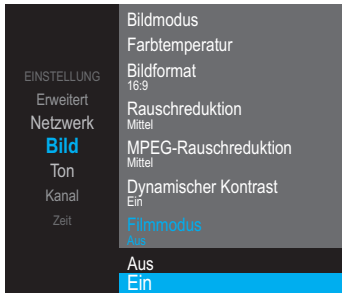 EINSTELLUNG
Erweitert
Netzwerk
Bild
Ton
Kanal
Zeit
Bildmodus
Farbtemperatur
Bildformat
16:9
Rauschreduktion
Mittel
MPEG-Rauschreduktion
Mittel
Dynamischer Kontrast
Ein
Filmmodus
Aus
Aus
Ein